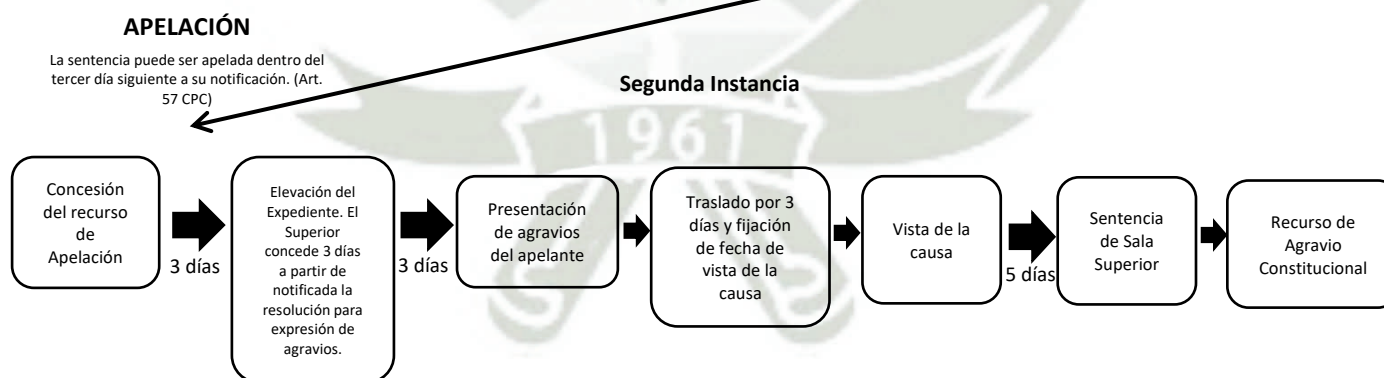 APELACIÓN
La sentencia puede ser apelada dentro del
tercer día siguiente a su notificación. (Art.
57 CPC)
Segunda Instancia
1961
Concesión
del recurso
de
Apelación
3 días
Elevación del
Expediente. El
Superior
concede 3 días
a partir de
notificada la
resolución para
expresión de
agravios.
3 días
Presentación
de agravios
del apelante
Traslado por 3
días y fijación
de fecha de
vista de la
causa
Vista de la
causa
5 días
Sentencia
de Sala
Superior
Recurso de
Agravio
Constitucional